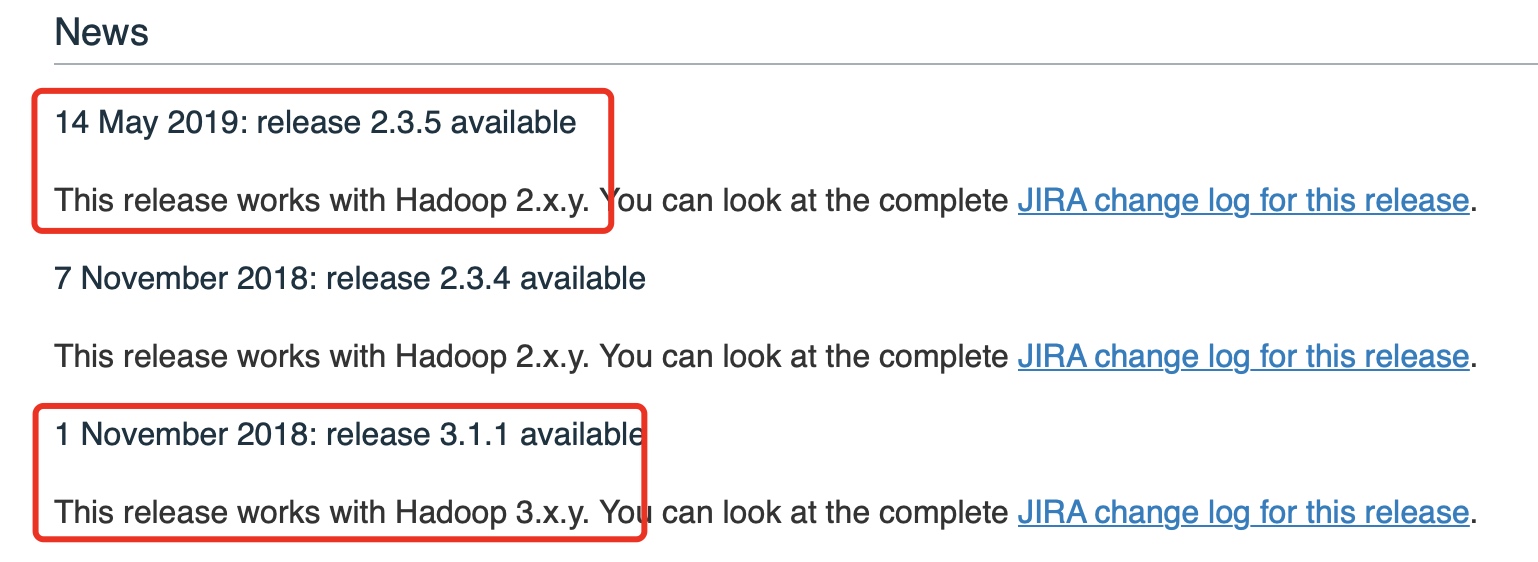 News
14 May 2019: release 2.3.5 available
This release works with Hadoop 2.x.y. You can look at the complete JIRA change log for this release.
7 November 2018: release 2.3.4 available
This release works with Hadoop 2.x.y. You can look at the complete JIRA change log for this release.
1 November 2018: release 3.1.1 available
This release works with Hadoop 3.x.y. You can look at the complete JIRA change log for this release.